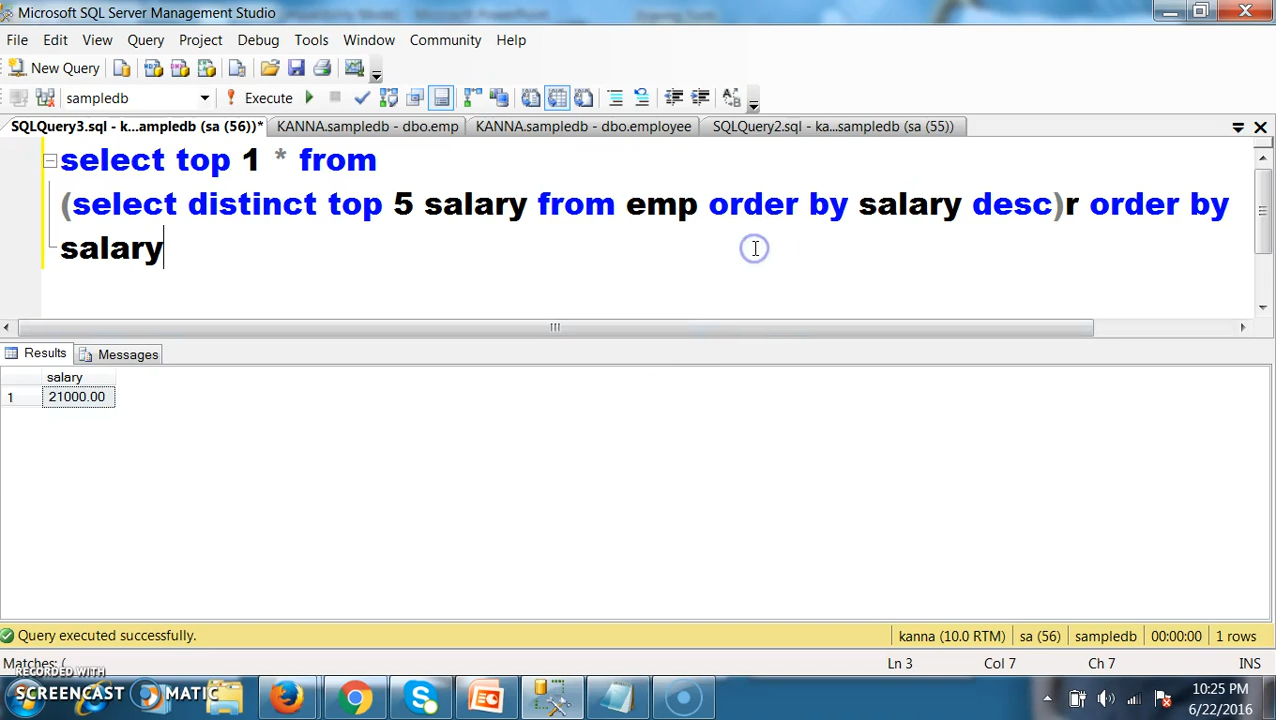 Microsoft SQL Server Management Studio
File Edit View Query Project Debug Tools Window Community Help
New Query
sampledb Execute
SQLQuery3.sql - k...ampledb (sa (56))* KANNA.sampledb - dbo.emp KANNA.sampledb - dbo.employee SQLQuery2.sql - ka...sampledb (sa (55))
select top 1 * from
(select distinct top 5 salary from emp order by salary desc)r order by
salary
Results Messages
salary
1 21000.00
Query executed successfully. kanna (10.0 RTM) sa (56) sampledb 00:00:00 1 rows
Matches: ( Ln 3 Col 7 Ch 7 INS
RECORDED WITH
SCREENCAST MATIC
10:25 PM
6/22/2016